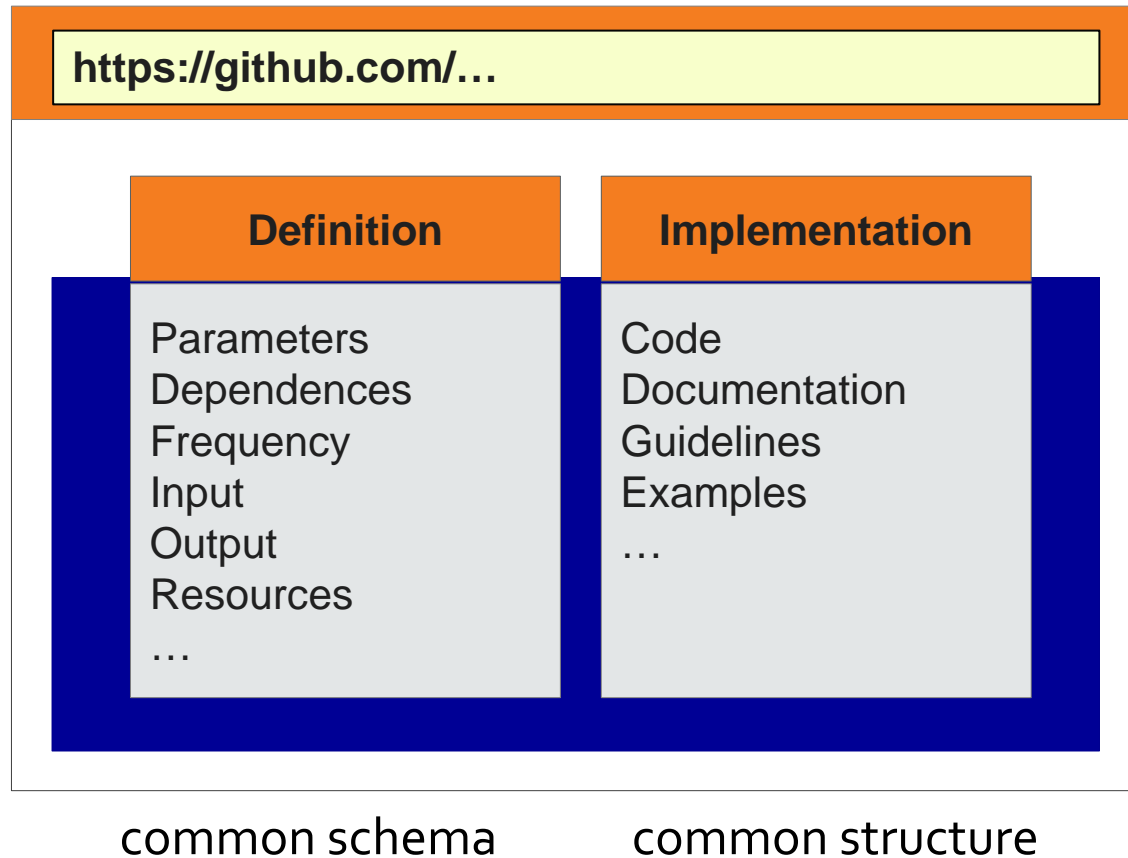 https://github.com/…
Definition
Parameters
Dependences
Frequency
Input
Output
Resources
…
Implementation
Code
Documentation
Guidelines
Examples
…
common schema
common structure